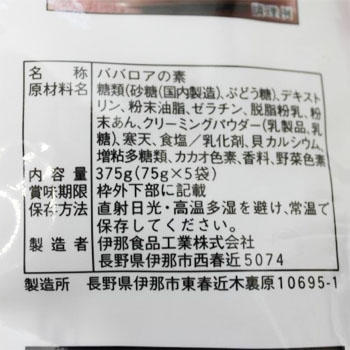 調理例
名　称　ババロアの素
原材料名　糖類(砂糖(国内製造)、ぶどう糖)、デキスト
リン、粉末油脂、ゼラチン、脱脂粉乳、粉
末あん、クリーミングパウダー(乳製品、乳
糖)、寒天、食塩／乳化剤、貝カルシウム、
増粘多糖類、カカオ色素、香料、野菜色素
内 容 量　375g(75g×5袋)
賞味期限　枠外下部に記載
保存方法　直射日光・高温多湿を避け、常温で
保存してください。
製 造 者　伊那食品工業株式会社
長野県伊那市西春近5074
製造所　長野県伊那市東春近木裏原10695-1